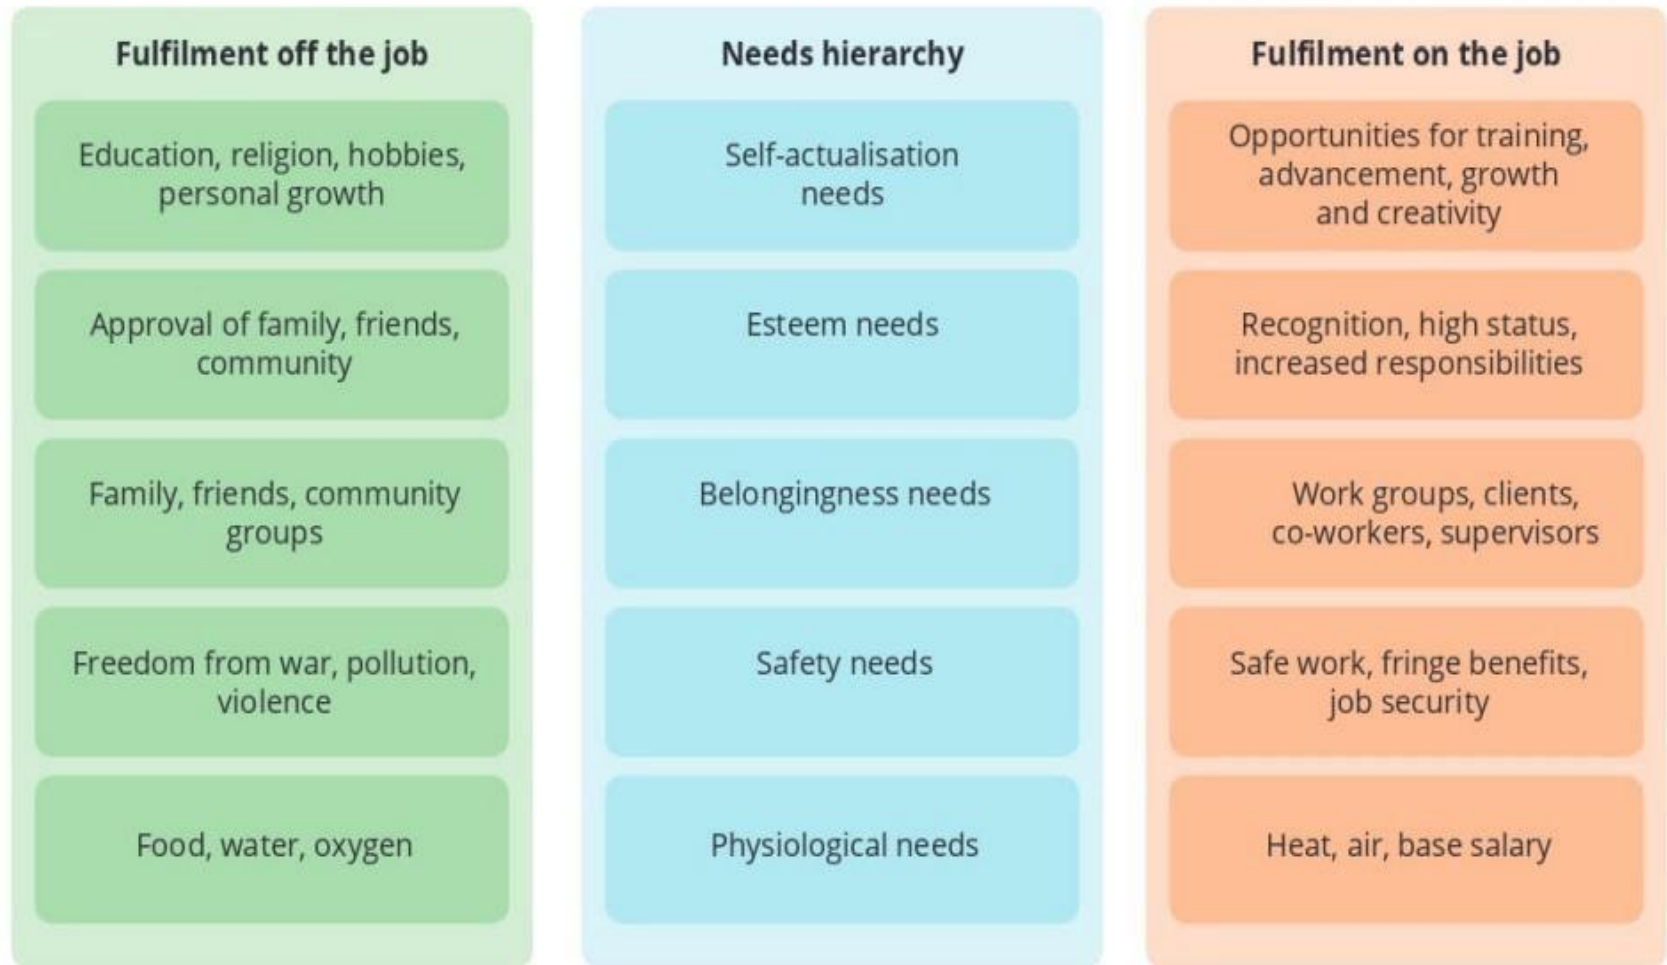 Fulfilment off the job
Education, religion, hobbies,
personal growth
Approval of family, friends,
community
Family, friends, community
groups
Freedom from war, pollution,
violence
Food, water, oxygen
Needs hierarchy
Self-actualisation
needs
Esteem needs
Belongingness needs
Safety needs
Physiological needs
Fulfilment on the job
Opportunities for training,
advancement, growth
and creativity
Recognition, high status,
increased responsibilities
Work groups, clients,
co-workers, supervisors
Safe work, fringe benefits,
job security
Heat, air, base salary